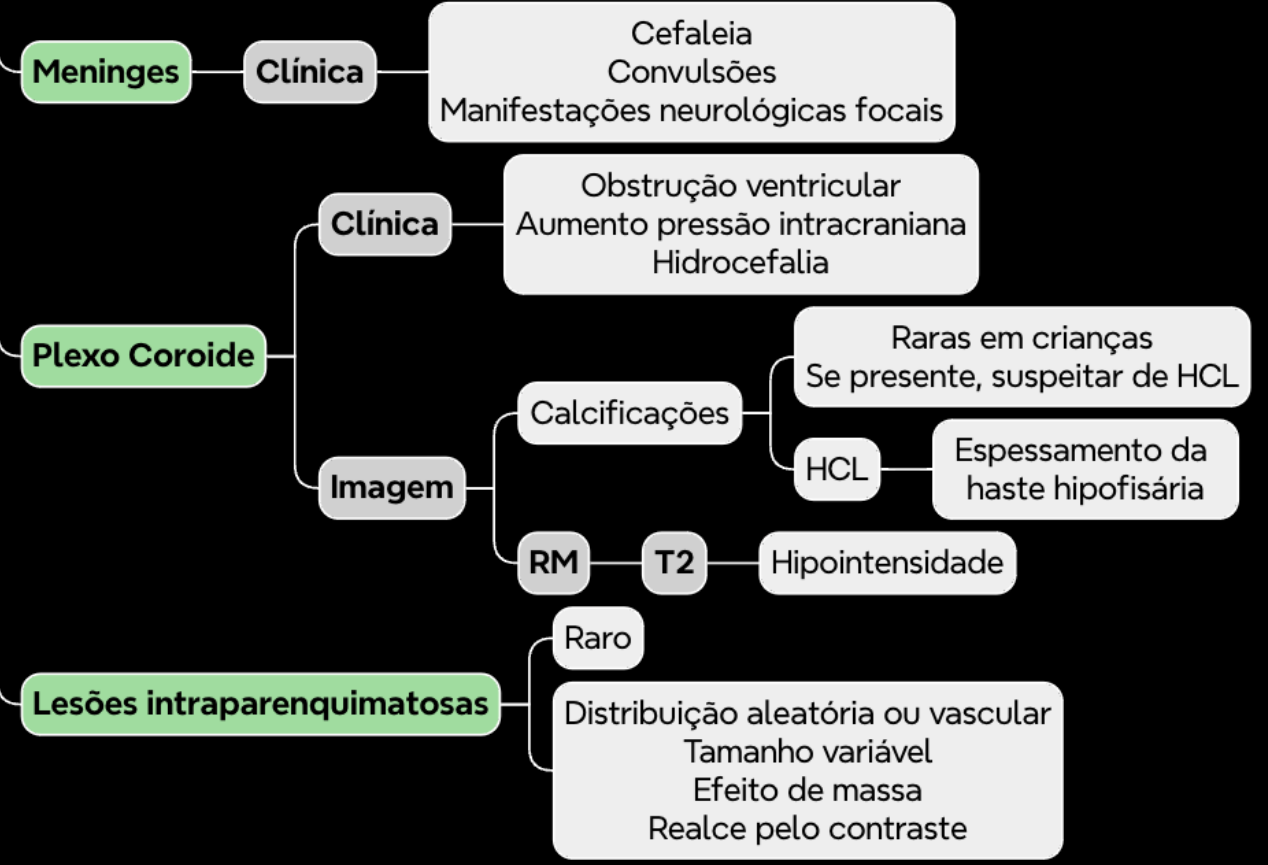 Meninges
Clínica
Cefaleia
Convulsões
Manifestações neurológicas focais
Plexo Coroide
Clínica
Obstrução ventricular
Aumento pressão intracraniana
Hidrocefalia
Imagem
Calcificações
Raras em crianças
Se presente, suspeitar de HCL
HCL
Espessamento da
haste hipofisária
RM
T2
Hipointensidade
Lesões intraparenquimatosas
Raro
Distribuição aleatória ou vascular
Tamanho variável
Efeito de massa
Realce pelo contraste